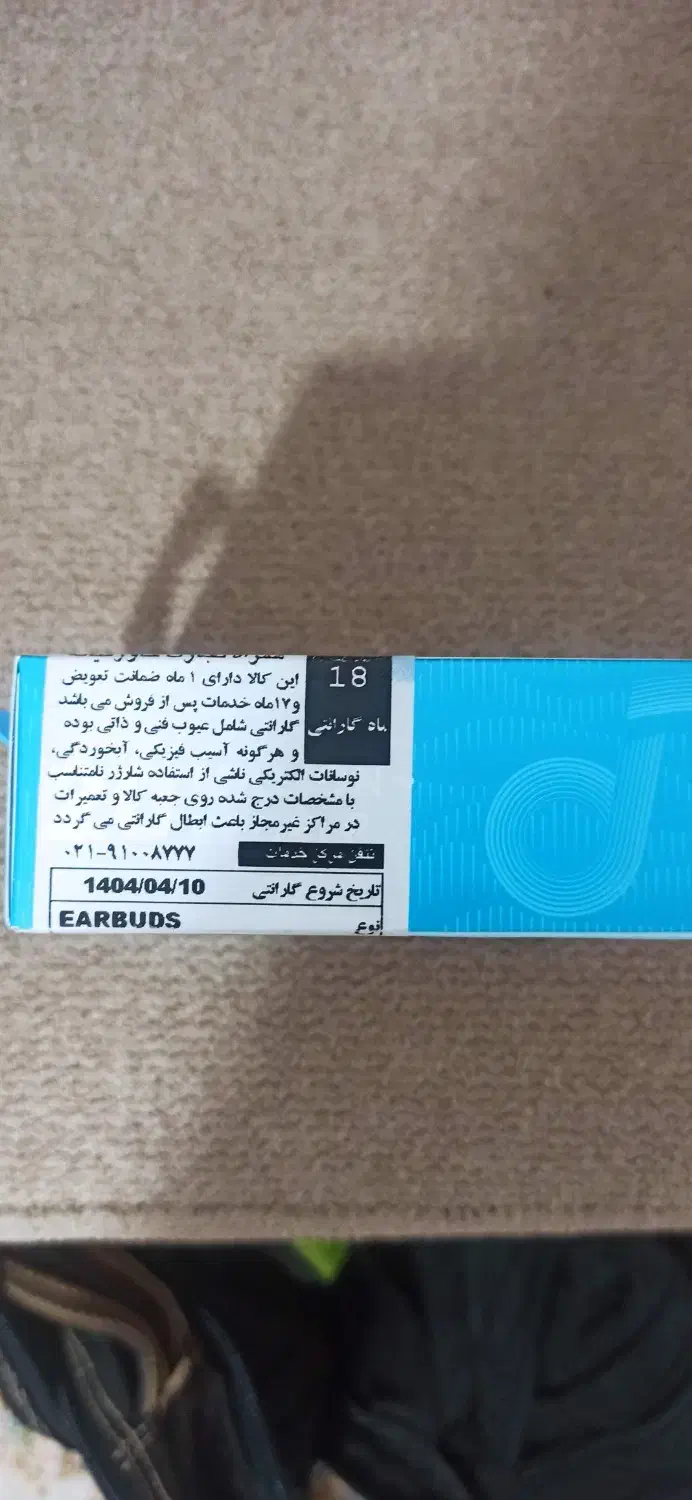 18
ماه گارانتی
این کالا دارای ۱ ماه ضمانت تعویض
و۱۷ماه خدمات پس از فروش می باشد
گارانتی شامل عیوب فنی و ذاتی بوده
و هرگونه آسیب فیزیکی، آبخوردگی،
نوسانات الکتریکی ناشی از استفاده شارژر نامتناسب
با مشخصات درج شده روی جعبه کالا و تعمیرات
در مراکز غیرمجاز باعث ابطال گارانتی می گردد
تلفن مرکز خدمات ۰۲۱-۹۱۰۰۸۷۷۷
تاریخ شروع گارانتی 1404/04/10
نوع EARBUDS